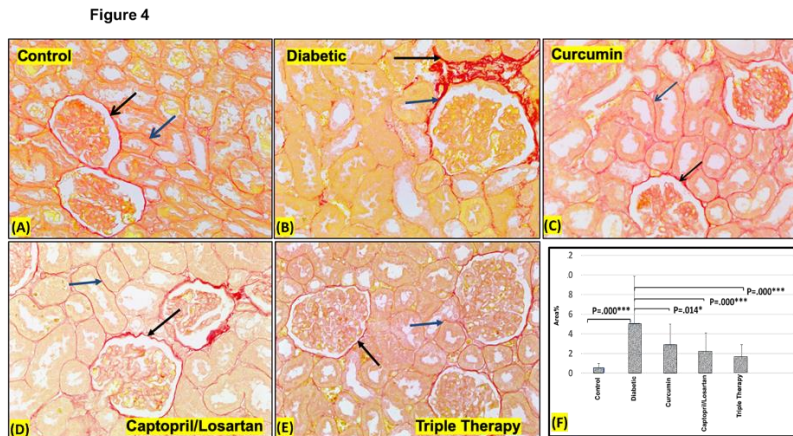 Figure 4
Control
Diabetic
Curcumin
(A)
(B)
(C)
(D)
Captopril/Losartan
(E)
Triple Therapy
Area%
.0
.2
.0
8
6
4
2
0
P=.000***
P=.014*
P=.000***
P=.000***
Control
Diabetic
Curcumin
Captopril/Losartan
Triple Therapy
(F)